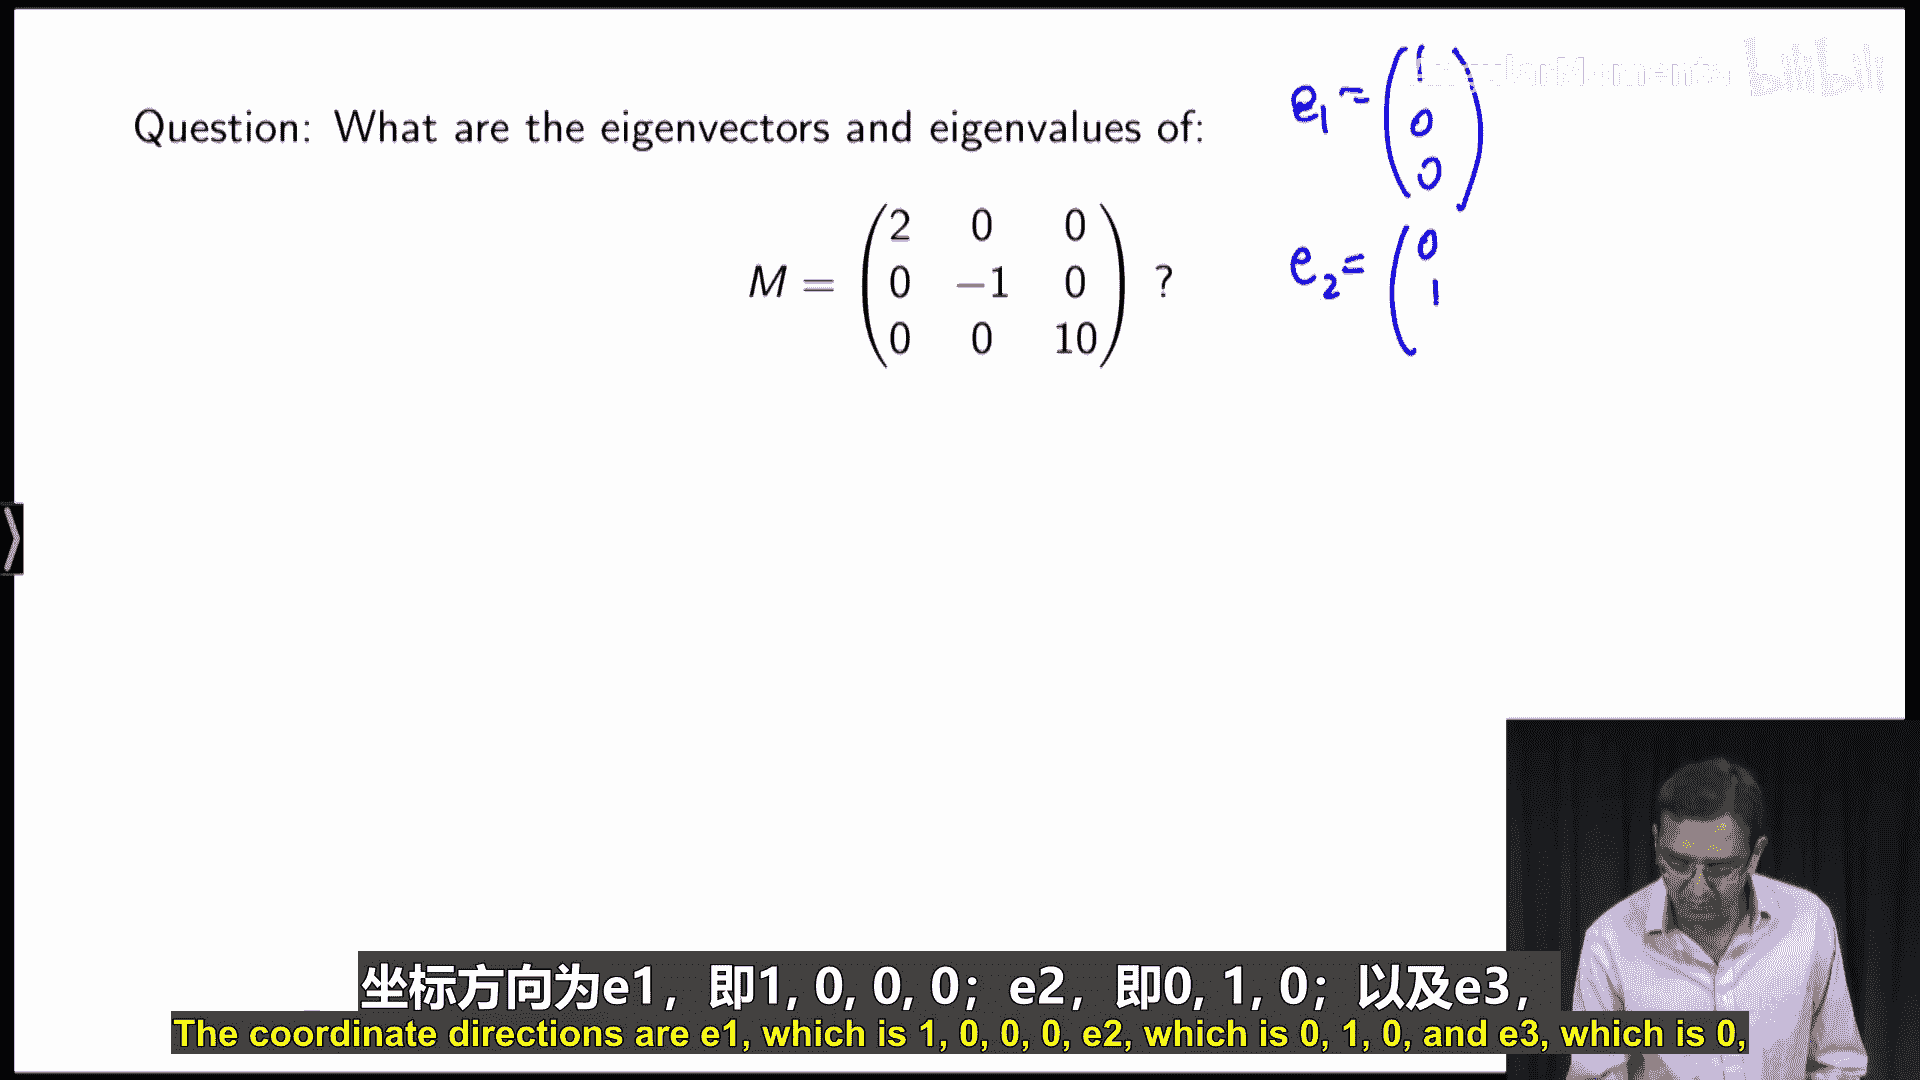 Question: What are the eigenvectors and eigenvalues of:
M = (2 0 0
0 −1 0
0 0 10) ?
e₁ = (1
0
0)
e₂ = (0
1
AngularMomenta bilibili
坐标方向为e1，即1, 0, 0, 0；e2，即0, 1, 0；以及e3，
The coordinate directions are e1, which is 1, 0, 0, 0, e2, which is 0, 1, 0, and e3, which is 0,